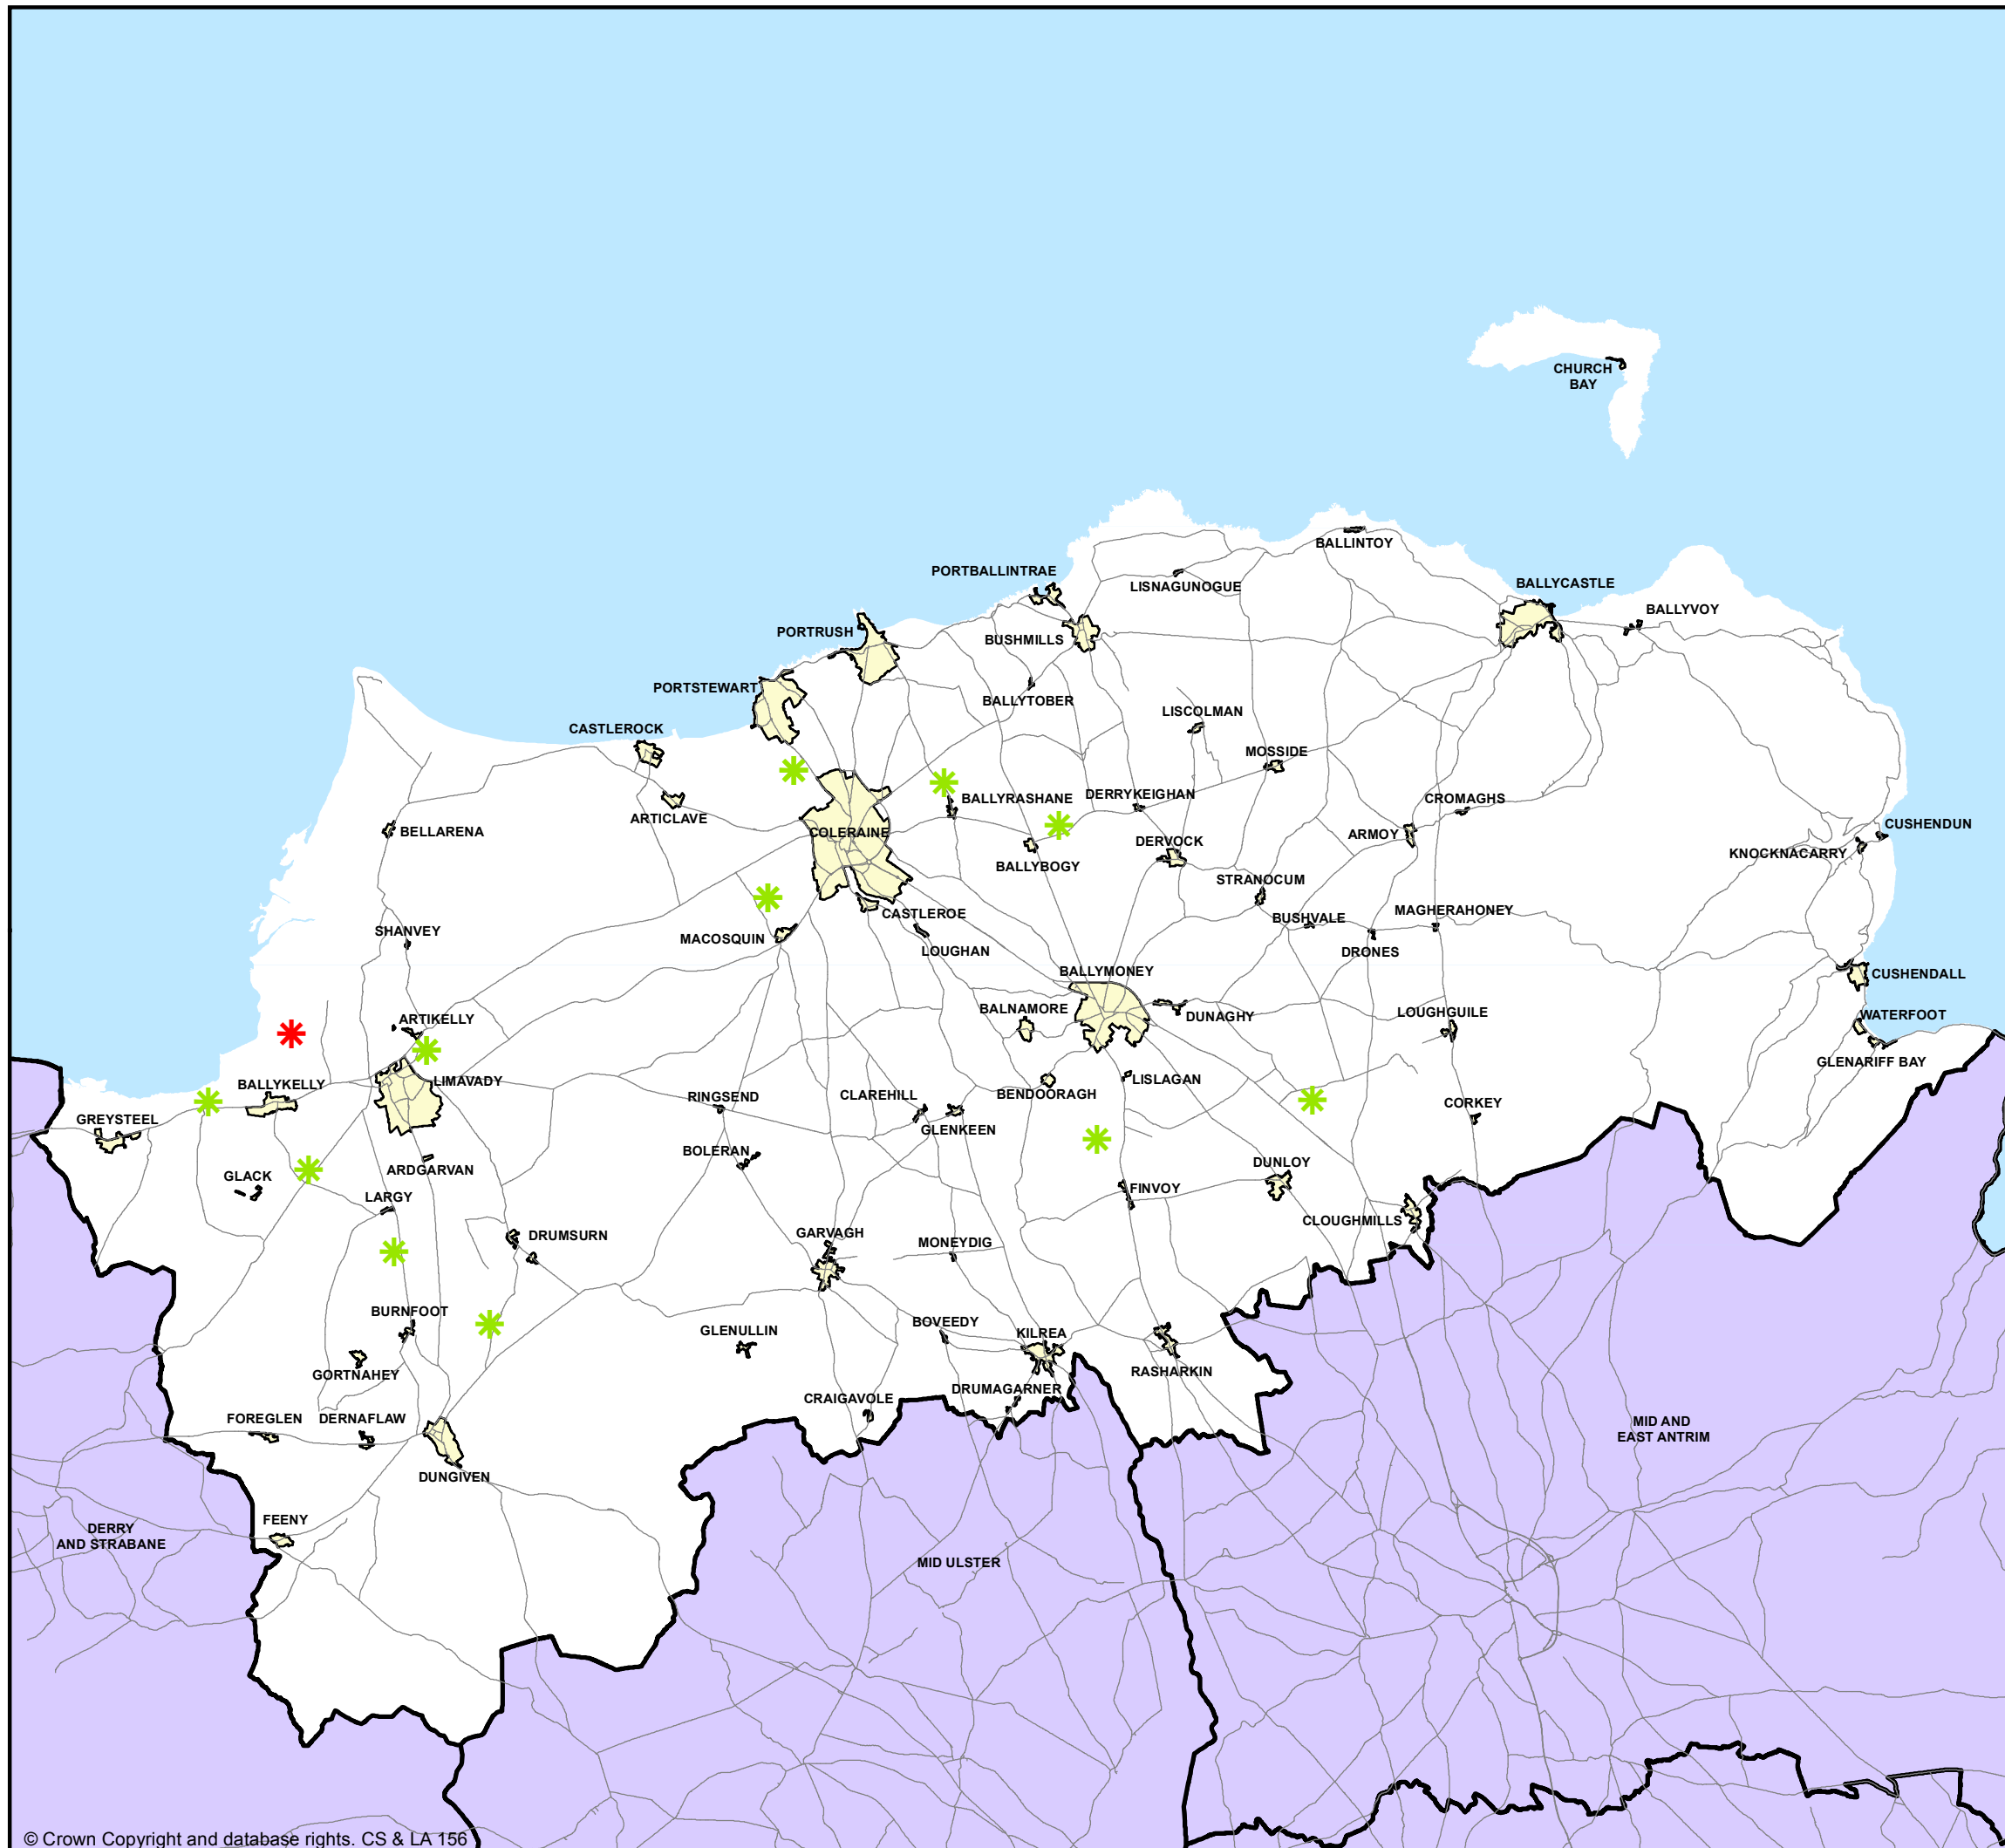 CHURCH
BAY
BALLINTOY
PORTBALLINTRAE
LISNAGUNOGUE
BALLYCASTLE
BALLYVOY
PORTRUSH
BUSHMILLS
PORTSTEWART
BALLYTOBER
LISCOLMAN
CASTLEROCK
MOSSIDE
BALLYRASHANE
DERRYKEIGHAN
CROMAGHS
ARTICLAVE
BELLARENA
COLERAINE
ARMOY
CUSHENDUN
DERVOCK
KNOCKNACARRY
BALLYBOGY
STRANOCUM
CASTLEROE
BUSHVALE
MAGHERAHONEY
SHANVEY
MACOSQUIN
LOUGHAN
DRONES
BALLYMONEY
CUSHENDALL
BALNAMORE
DUNAGHY
LOUGHGUILE
WATERFOOT
ARTIKELLY
GLENARIFF BAY
BALLYKELLY
LIMAVADY
LISLAGAN
RINGSEND
CLAREHILL
BENDOORAGH
CORKEY
GREYSTEEL
GLENKEEN
BOLERAN
DUNLOY
ARDGARVAN
GLACK
LARGY
FINVOY
CLOUGHMILLS
DRUMSURN
GARVAGH
MONEYDIG
BURNFOOT
BOVEEDY
GLENULLIN
KILREA
GORTNAHEY
RASHARKIN
DRUMAGARNER
CRAIGAVOLE
FOREGLEN
DERNAFLAW
MID AND
EAST ANTRIM
DUNGIVEN
FEENY
DERRY
AND STRABANE
MID ULSTER
© Crown Copyright and database rights. CS & LA 156